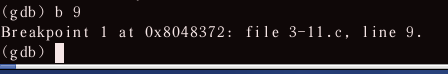 (gdb) b 9
Breakpoint 1 at 0x8048372: file 3-11.c, line 9.
(gdb)